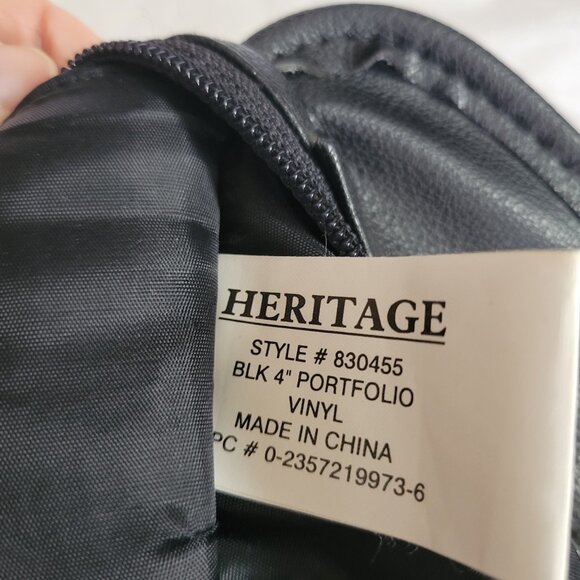 HERITAGE
STYLE # 830455
BLK 4" PORTFOLIO
VINYL
MADE IN CHINA
PC # 0-2357219973-6